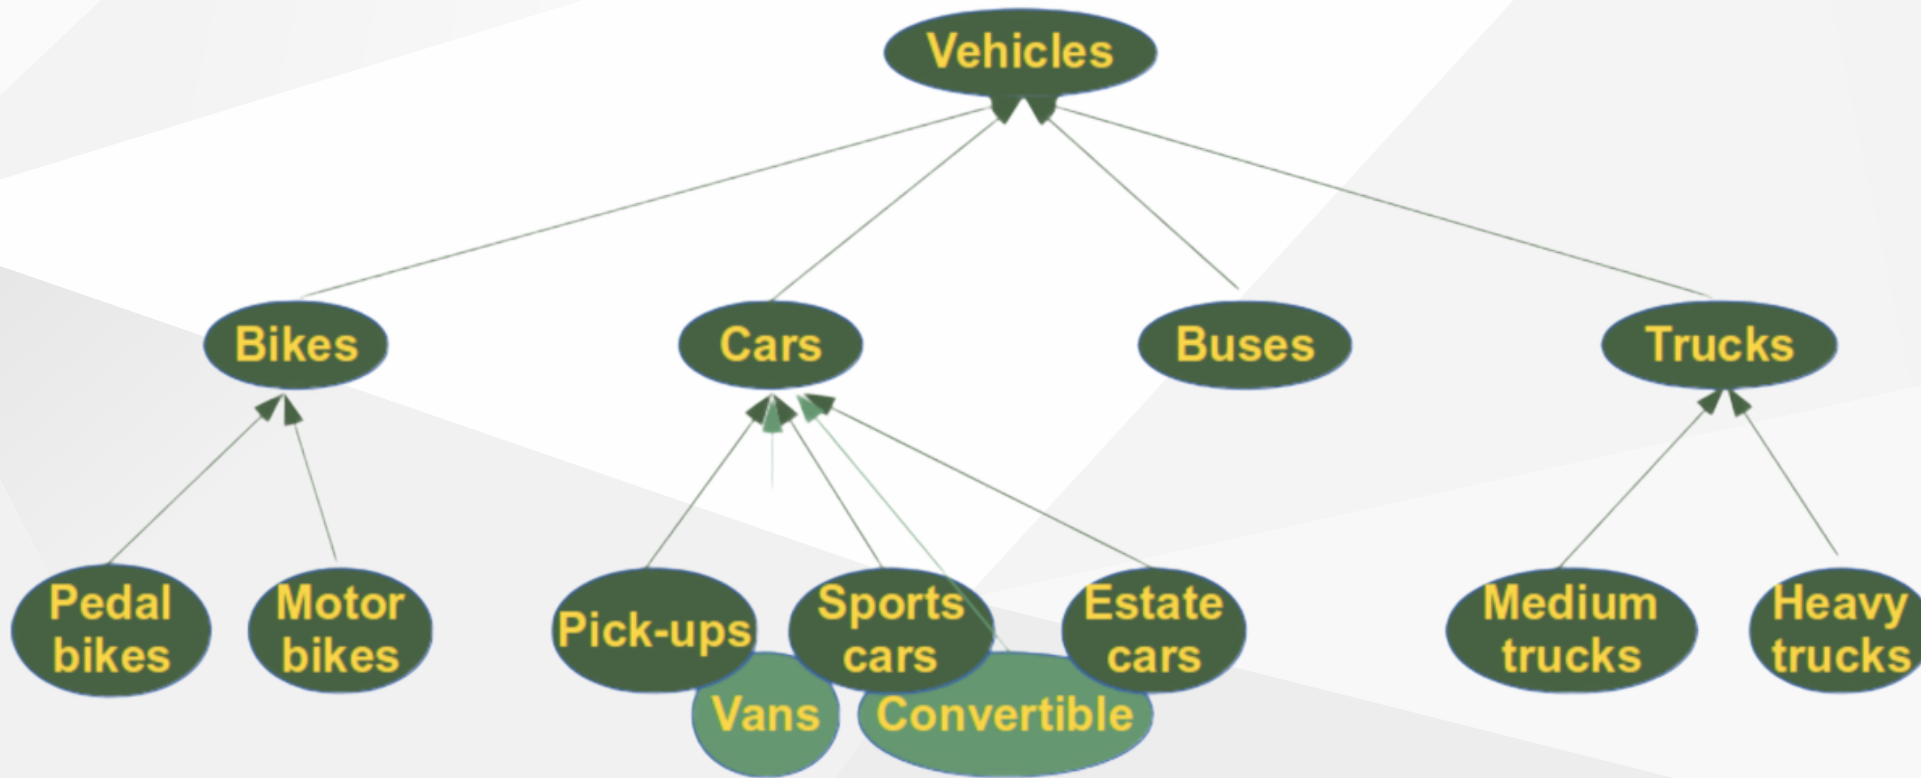 Vehicles
Bikes
Cars
Buses
Trucks
Pedal
bikes
Motor
bikes
Pick-ups
Sports
cars
Estate
cars
Medium
trucks
Heavy
trucks
Vans
Convertible